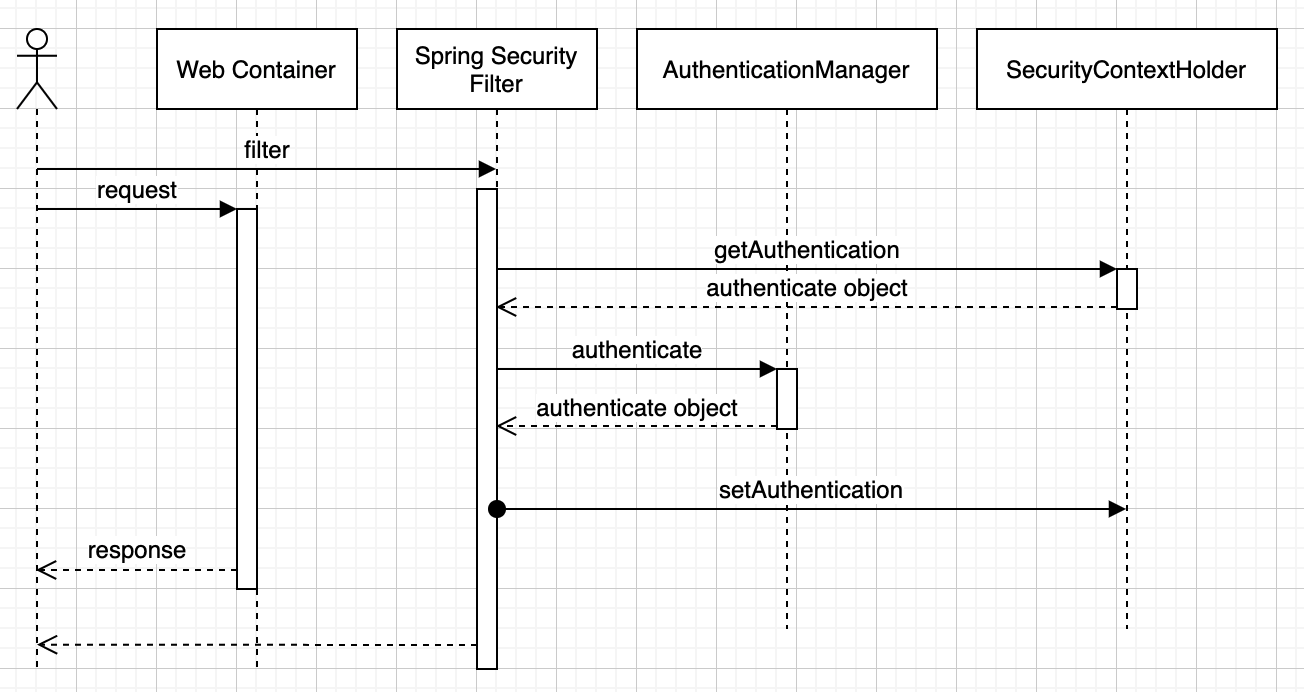 Web Container
Spring Security
Filter
AuthenticationManager
SecurityContextHolder
filter
request
getAuthentication
authenticate object
authenticate
authenticate object
setAuthentication
response